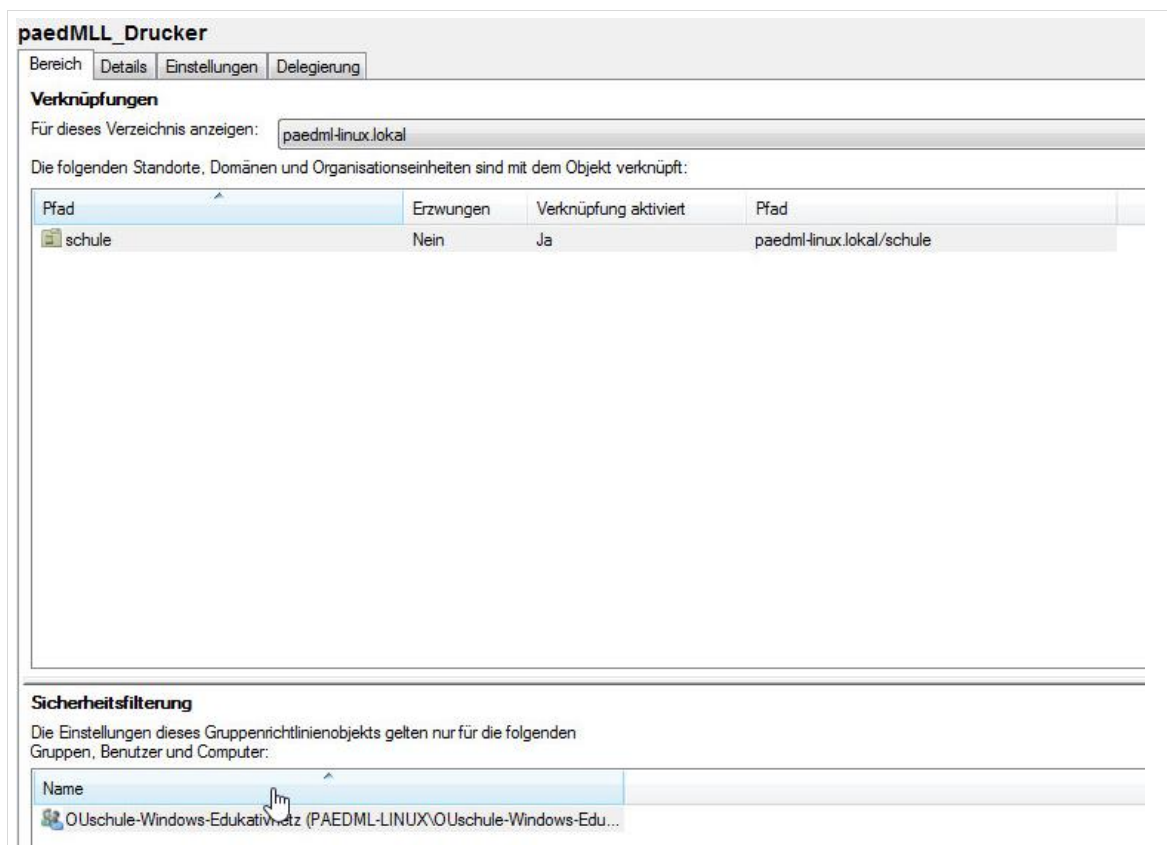 paedMLL_Drucker
Bereich Details Einstellungen Delegierung
Verknüpfungen
Für dieses Verzeichnis anzeigen: paedml-linux.lokal
Die folgenden Standorte, Domänen und Organisationseinheiten sind mit dem Objekt verknüpft:
Pfad Erzwungen Verknüpfung aktiviert Pfad
schule Nein Ja paedml-linux.lokal/schule
Sicherheitsfilterung
Die Einstellungen dieses Gruppenrichtlinienobjekts gelten nur für die folgenden
Gruppen, Benutzer und Computer:
Name
OUschule-Windows-Edukativnetz (PAEDML-LINUX\OUschule-Windows-Edu...